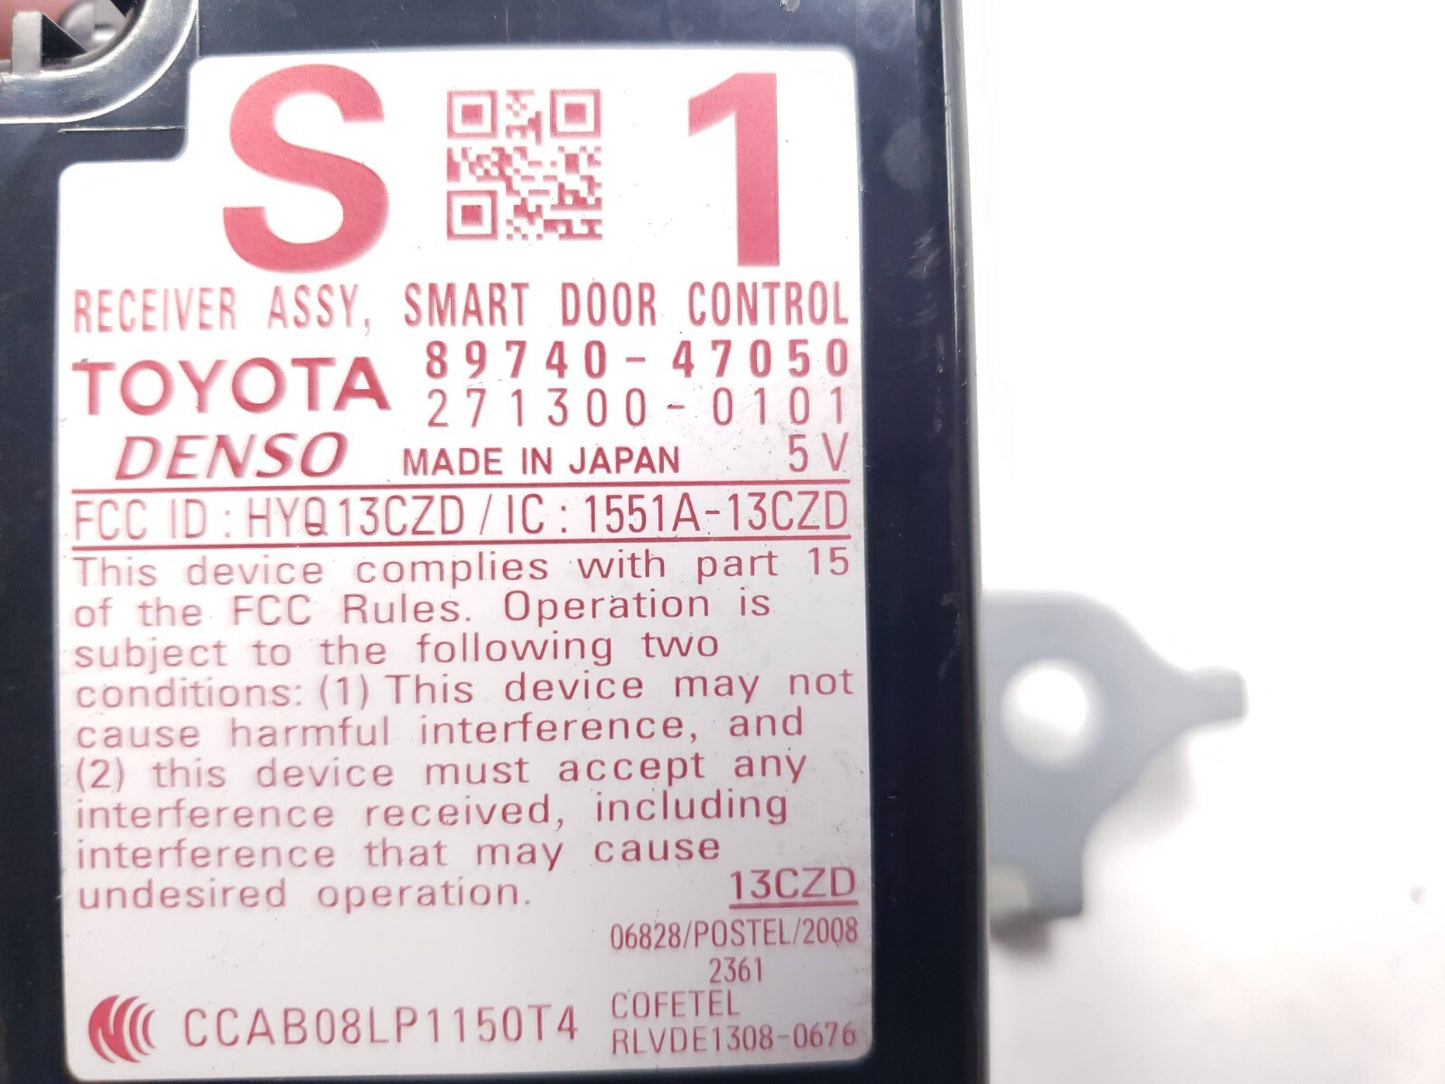 S 1
RECEIVER ASSY, SMART DOOR CONTROL
TOYOTA 89740-47050
271300-0101
DENSO MADE IN JAPAN 5V
FCC ID : HYQ13CZD / IC : 1551A-13CZD
This device complies with part 15
of the FCC Rules. Operation is
subject to the following two
conditions: (1) This device may not
cause harmful interference, and
(2) this device must accept any
interference received, including
interference that may cause
undesired operation.
13CZD
06828/POSTEL/2008
2361
CCAB08LP1150T4
COFETEL
RLVDE1308-0676